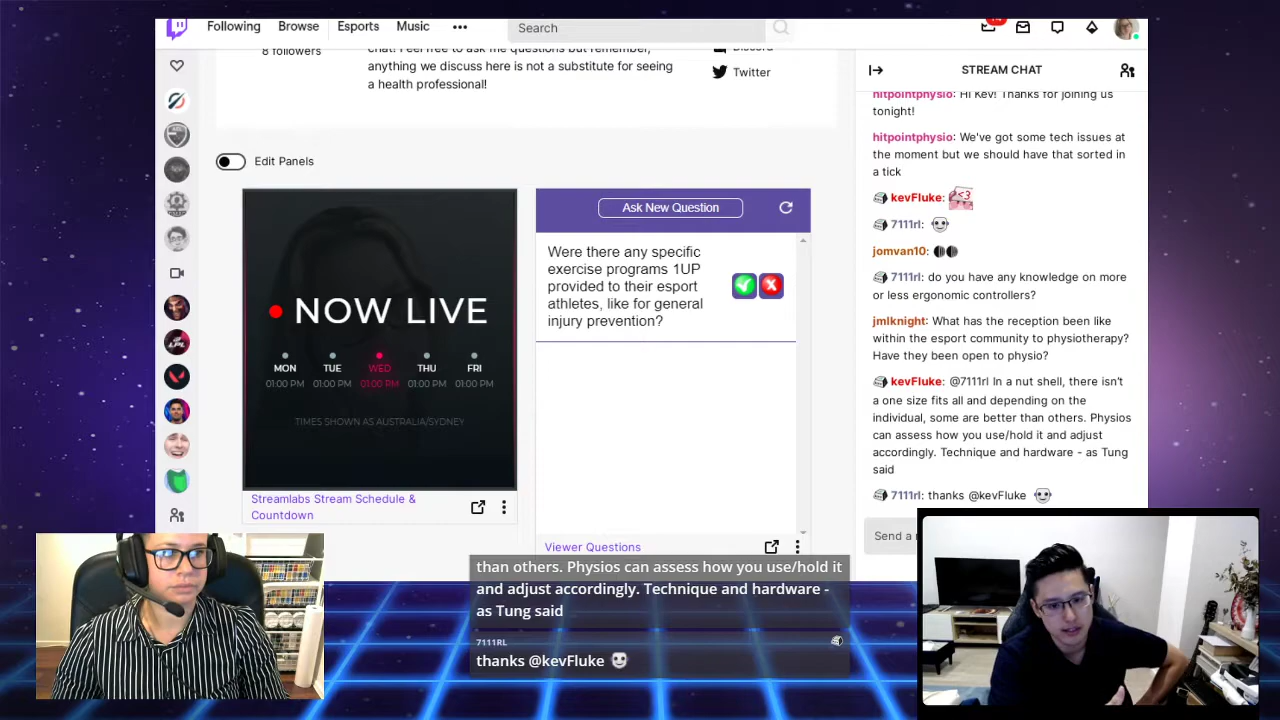 Following
Browse
Esports
Music
•••
Search
8 followers
chat! Feel free to ask me questions but remember,
anything we discuss here is not a substitute for seeing
a health professional!
Discord
Twitter
Edit Panels
NOW LIVE
MON
TUE
WED
THU
FRI
01:00 PM
01:00 PM
01:00 PM
01:00 PM
01:00 PM
TIMES SHOWN AS AUSTRALIA/SYDNEY
Streamlabs Stream Schedule &
Countdown
Ask New Question
Were there any specific
exercise programs 1UP
provided to their esport
athletes, like for general
injury prevention?
Viewer Questions
STREAM CHAT
hitpointphysio: Hi Kev! Thanks for joining us
tonight!
hitpointphysio: We've got some tech issues at
the moment but we should have that sorted in
a tick
kevFluke: <3
7111rl:
jomvan10:
7111rl: do you have any knowledge on more
or less ergonomic controllers?
jmlknight: What has the reception been like
within the esport community to physiotherapy?
Have they been open to physio?
kevFluke: @7111rl In a nut shell, there isn't
a one size fits all and depending on the
individual, some are better than others. Physios
can assess how you use/hold it and adjust
accordingly. Technique and hardware - as Tung
said
7111rl: thanks @kevFluke
Send a
than others. Physios can assess how you use/hold it
and adjust accordingly. Technique and hardware -
as Tung said
7111RL
thanks @kevFluke